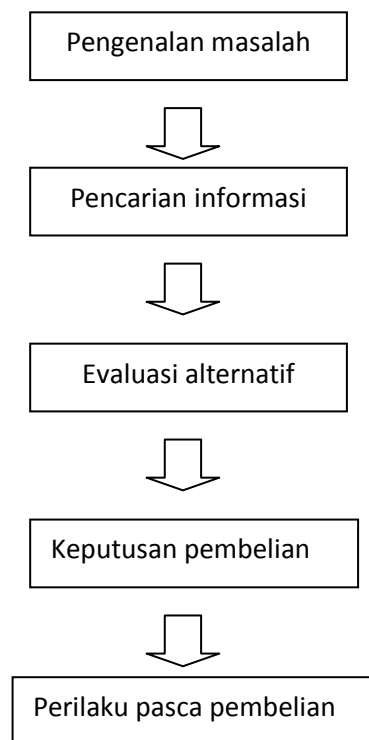 Pengenalan masalah
Pencarian informasi
Evaluasi alternatif
Keputusan pembelian
Perilaku pasca pembelian